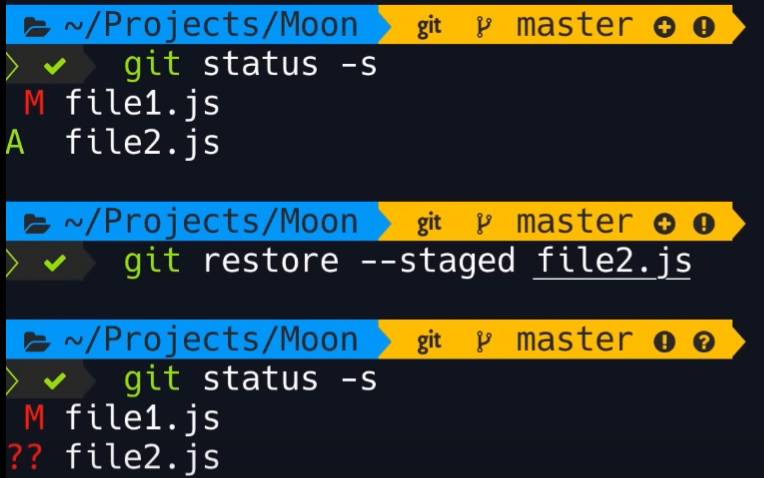 ~/Projects/Moon git master
git status -s
M file1.js
A file2.js
~/Projects/Moon git master
git restore --staged file2.js
~/Projects/Moon git master
git status -s
M file1.js
?? file2.js